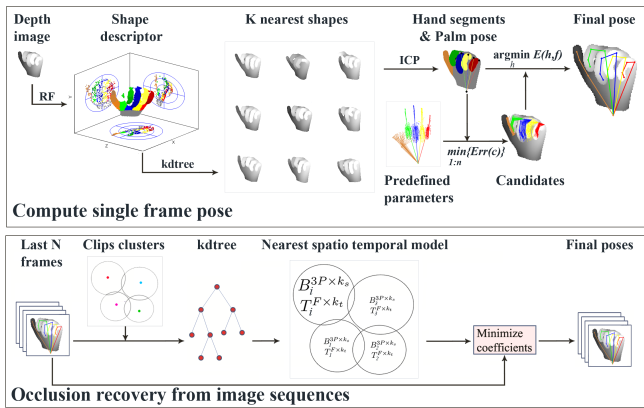 Depth image
Shape descriptor
K nearest shapes
Hand segments & Palm pose
Final pose
RF
ICP
argmin E(h,f)
h
Y
Z
X
kdtree
min{Err(c)}
1:n
Predefined parameters
Candidates
Compute single frame pose
Last N frames
Clips clusters
kdtree
Nearest spatio temporal model
Final poses
B_i^{3P×k_s}
T_i^{F×k_t}
B_i^{3P×k_s}
T_i^{F×k_t}
B_i^{3P×k_s}
T_i^{F×k_t}
B_i^{3P×k_s}
T_i^{F×k_t}
Minimize coefficients
Occlusion recovery from image sequences